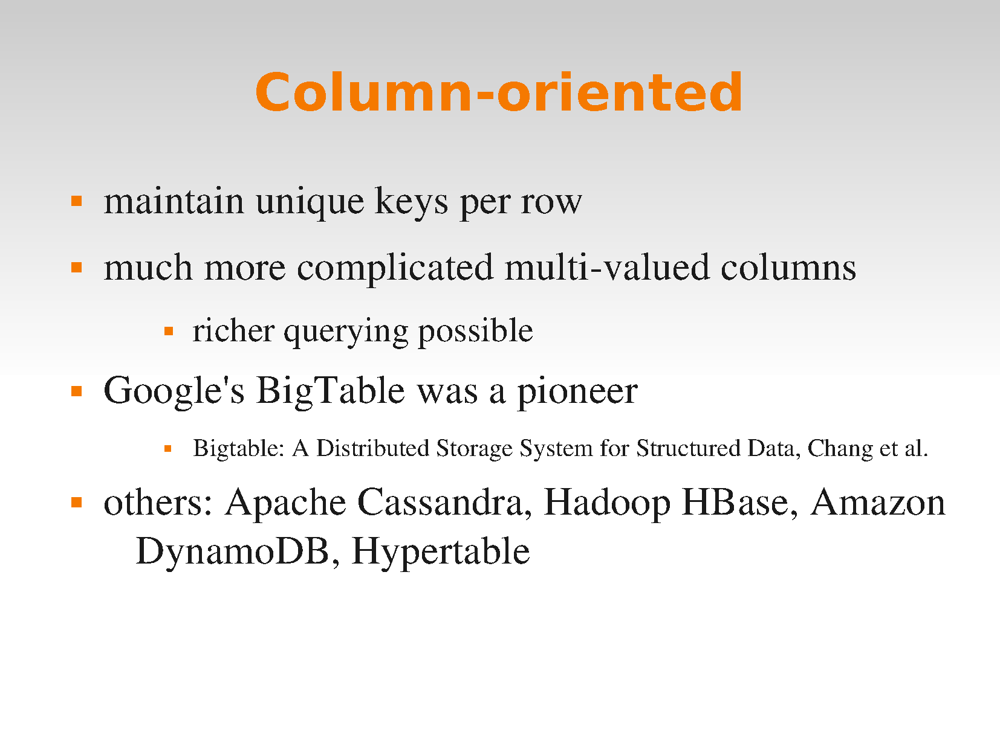 Column-oriented
maintain unique keys per row
much more complicated multi-valued columns
richer querying possible
Google's BigTable was a pioneer
Bigtable: A Distributed Storage System for Structured Data, Chang et al.
others: Apache Cassandra, Hadoop HBase, Amazon
DynamoDB, Hypertable